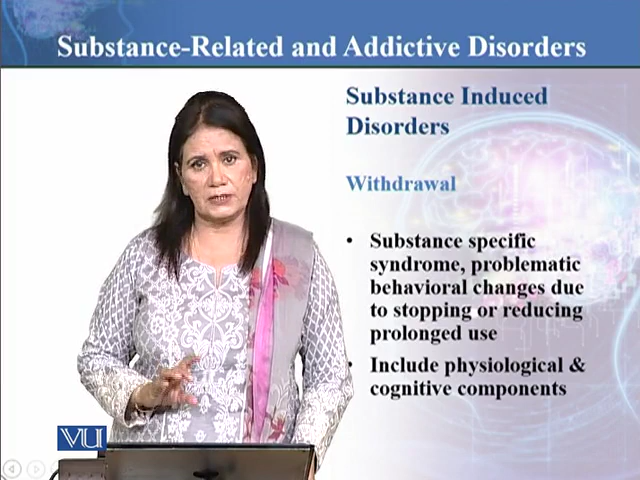 Substance-Related and Addictive Disorders
Substance Induced
Disorders
Withdrawal
• Substance specific
syndrome, problematic
behavioral changes due
to stopping or reducing
prolonged use
• Include physiological &
cognitive components
VU